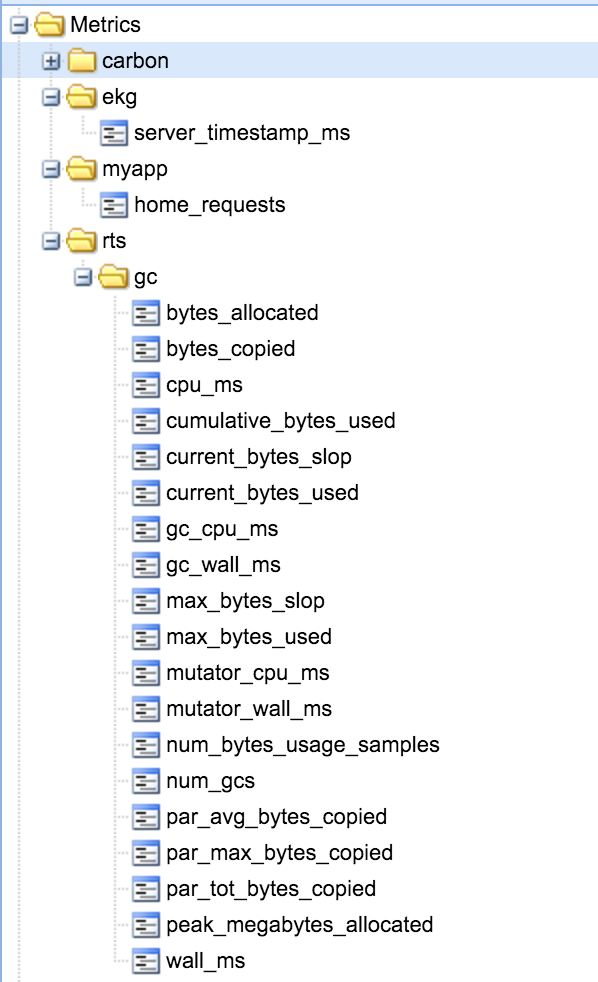 Metrics
carbon
ekg
server_timestamp_ms
myapp
home_requests
rts
gc
bytes_allocated
bytes_copied
cpu_ms
cumulative_bytes_used
current_bytes_slop
current_bytes_used
gc_cpu_ms
gc_wall_ms
max_bytes_slop
max_bytes_used
mutator_cpu_ms
mutator_wall_ms
num_bytes_usage_samples
num_gcs
par_avg_bytes_copied
par_max_bytes_copied
par_tot_bytes_copied
peak_megabytes_allocated
wall_ms